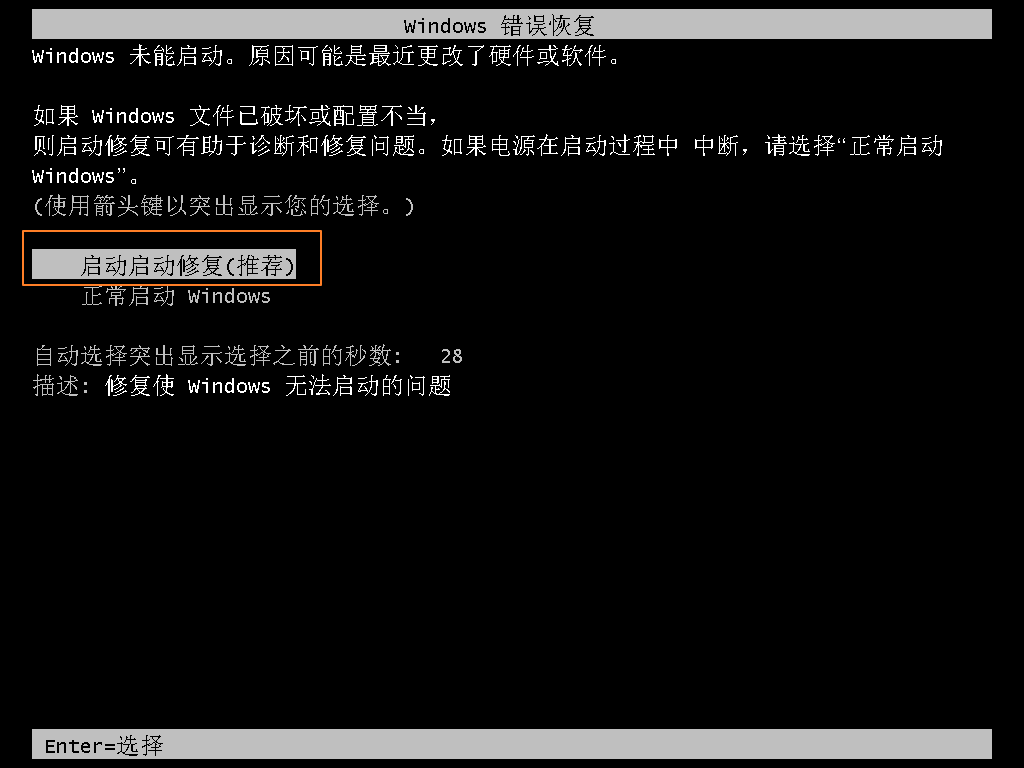 Windows 错误恢复
Windows 未能启动。原因可能是最近更改了硬件或软件。
如果 Windows 文件已破坏或配置不当，
则启动修复可有助于诊断和修复问题。如果电源在启动过程中 中断，请选择“正常启动
Windows”。
(使用箭头键以突出显示您的选择。)
启动启动修复(推荐)
正常启动 Windows
自动选择突出显示选择之前的秒数: 28
描述: 修复使 Windows 无法启动的问题
Enter=选择